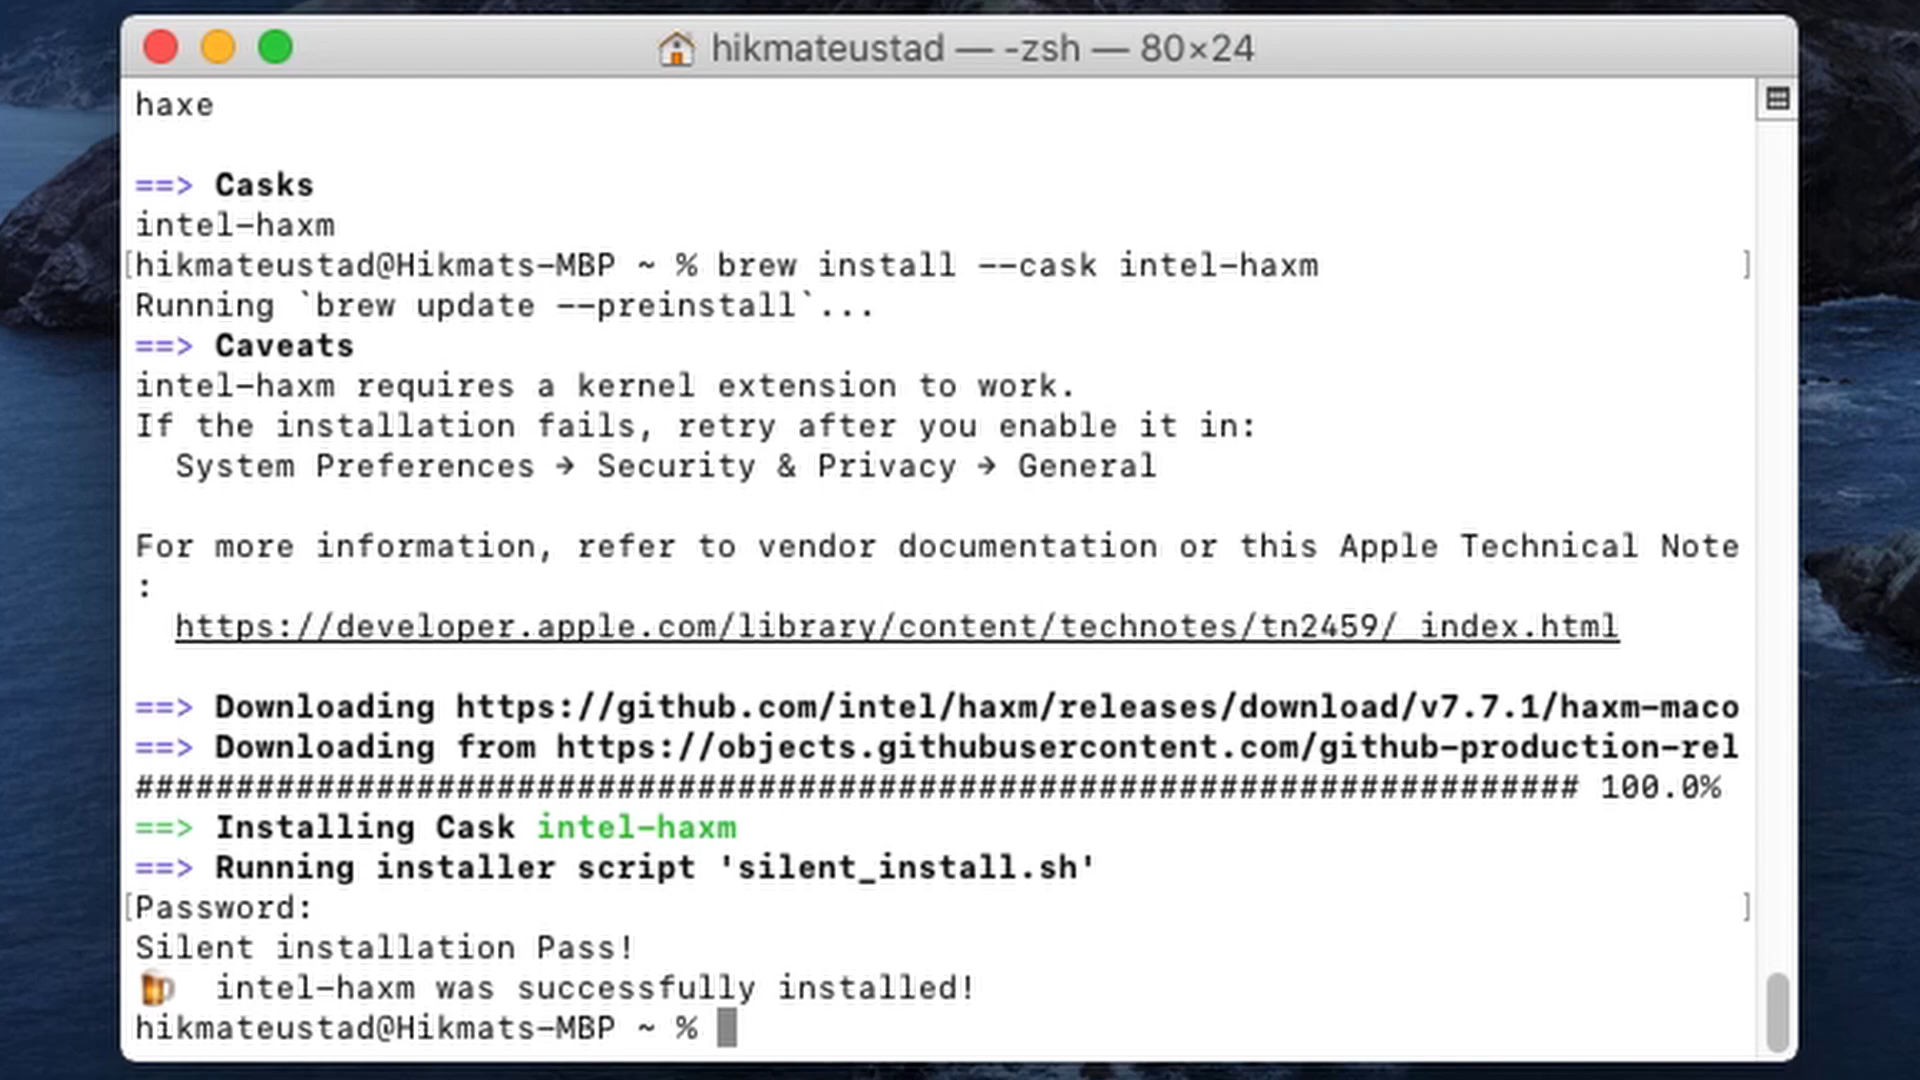 hikmateustad — -zsh — 80×24
haxe
==> Casks
intel-haxm
[hikmateustad@Hikmats-MBP ~ % brew install --cask intel-haxm ]
Running `brew update --preinstall`...
==> Caveats
intel-haxm requires a kernel extension to work.
If the installation fails, retry after you enable it in:
System Preferences → Security & Privacy → General
For more information, refer to vendor documentation or this Apple Technical Note
:
https://developer.apple.com/library/content/technotes/tn2459/_index.html
==> Downloading https://github.com/intel/haxm/releases/download/v7.7.1/haxm-maco
==> Downloading from https://objects.githubusercontent.com/github-production-rel
######################################################################## 100.0%
==> Installing Cask intel-haxm
==> Running installer script 'silent_install.sh'
[Password: ]
Silent installation Pass!
🍺 intel-haxm was successfully installed!
hikmateustad@Hikmats-MBP ~ %